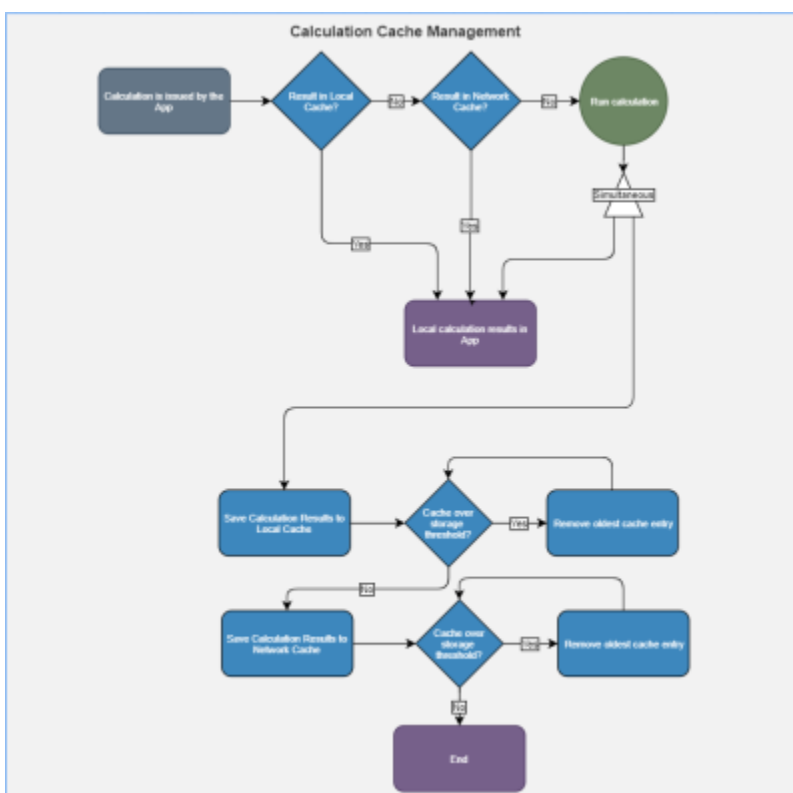 Calculation Cache Management
Calculation is issued by the
App
Result in Local
Cache?
No
Result in Network
Cache?
No
Run calculation
Simultaneous
Yes
Yes
Local calculation results in
App
Save Calculation Results to
Local Cache
Cache over
storage
threshold?
Yes
Remove oldest cache entry
No
Save Calculation Results to
Network Cache
Cache over
storage
threshold?
Yes
Remove oldest cache entry
No
End